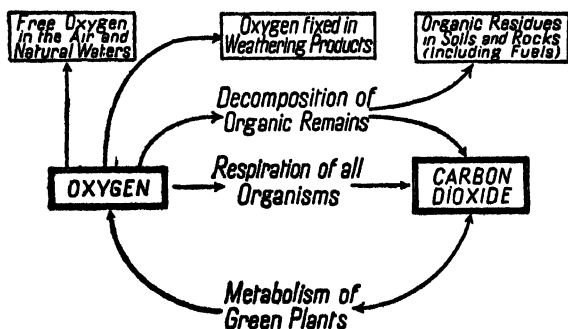 Free Oxygen
in the Air and
Natural Waters
Oxygen fixed in
Weathering Products
Organic Residues
in Soils and Rocks
(Including Fuels)
Decomposition of
Organic Remains
OXYGEN
Respiration of all
Organisms
CARBON
DIOXIDE
Metabolism of
Green Plants